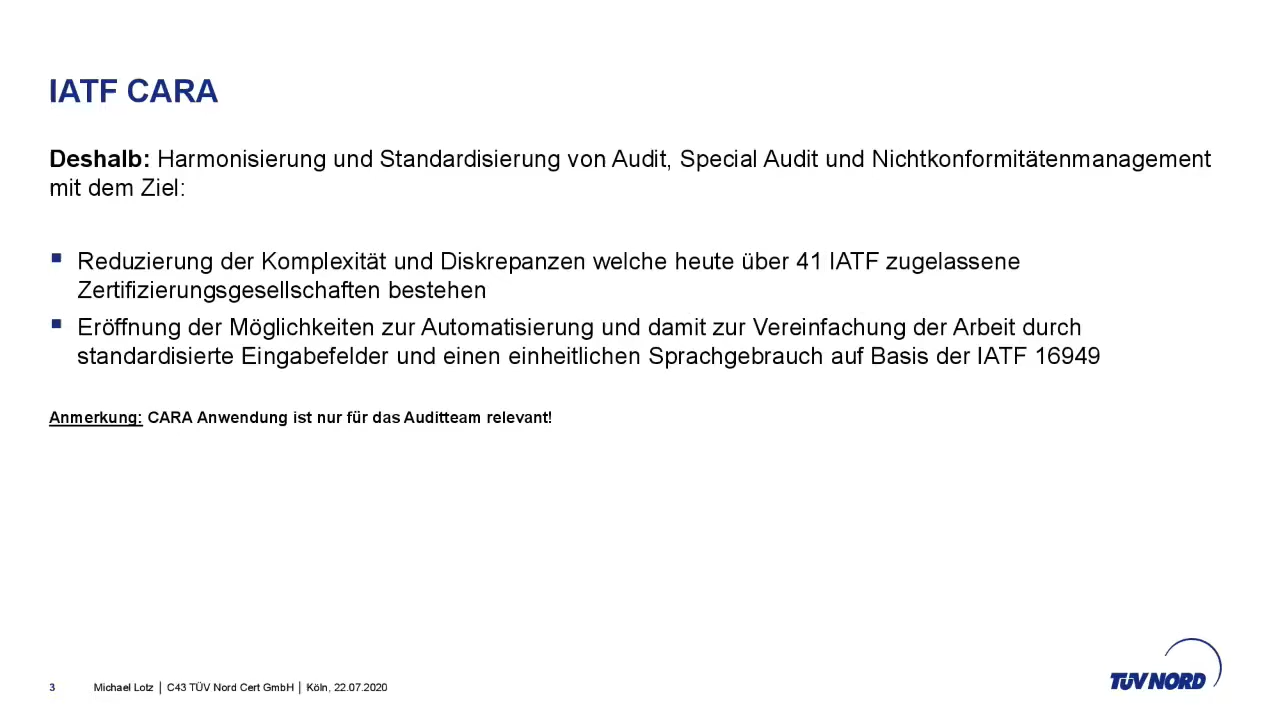 IATF CARA
Deshalb: Harmonisierung und Standardisierung von Audit, Special Audit und Nichtkonformitätenmanagement
mit dem Ziel:
▪ Reduzierung der Komplexität und Diskrepanzen welche heute über 41 IATF zugelassene
Zertifizierungsgesellschaften bestehen
▪ Eröffnung der Möglichkeiten zur Automatisierung und damit zur Vereinfachung der Arbeit durch
standardisierte Eingabefelder und einen einheitlichen Sprachgebrauch auf Basis der IATF 16949
Anmerkung: CARA Anwendung ist nur für das Auditteam relevant!
3 Michael Lotz │ C43 TÜV Nord Cert GmbH │ Köln, 22.07.2020
TÜV NORD